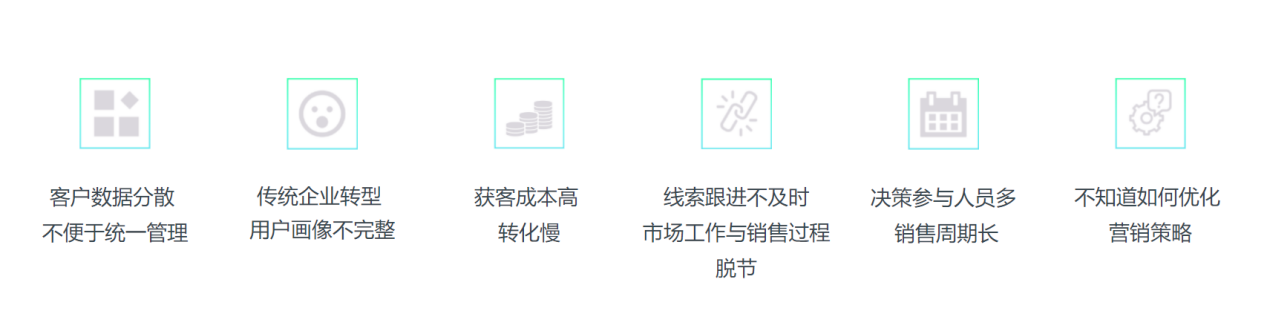 客户数据分散
不便于统一管理
传统企业转型
用户画像不完整
获客成本高
转化慢
线索跟进不及时
市场工作与销售过程
脱节
决策参与人员多
销售周期长
不知道如何优化
营销策略